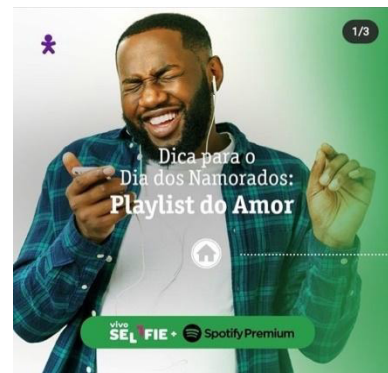 1/3
Dica para o
Dia dos Namorados:
Playlist do Amor
vivo
SELFIE + Spotify Premium